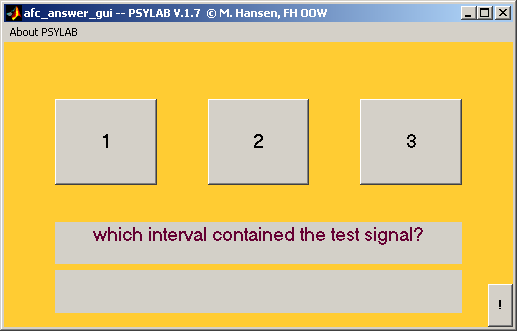 afc_answer_gui -- PSYLAB V.1.7 © M. Hansen, FH OOW
About PSYLAB
1 2 3
which interval contained the test signal?
!